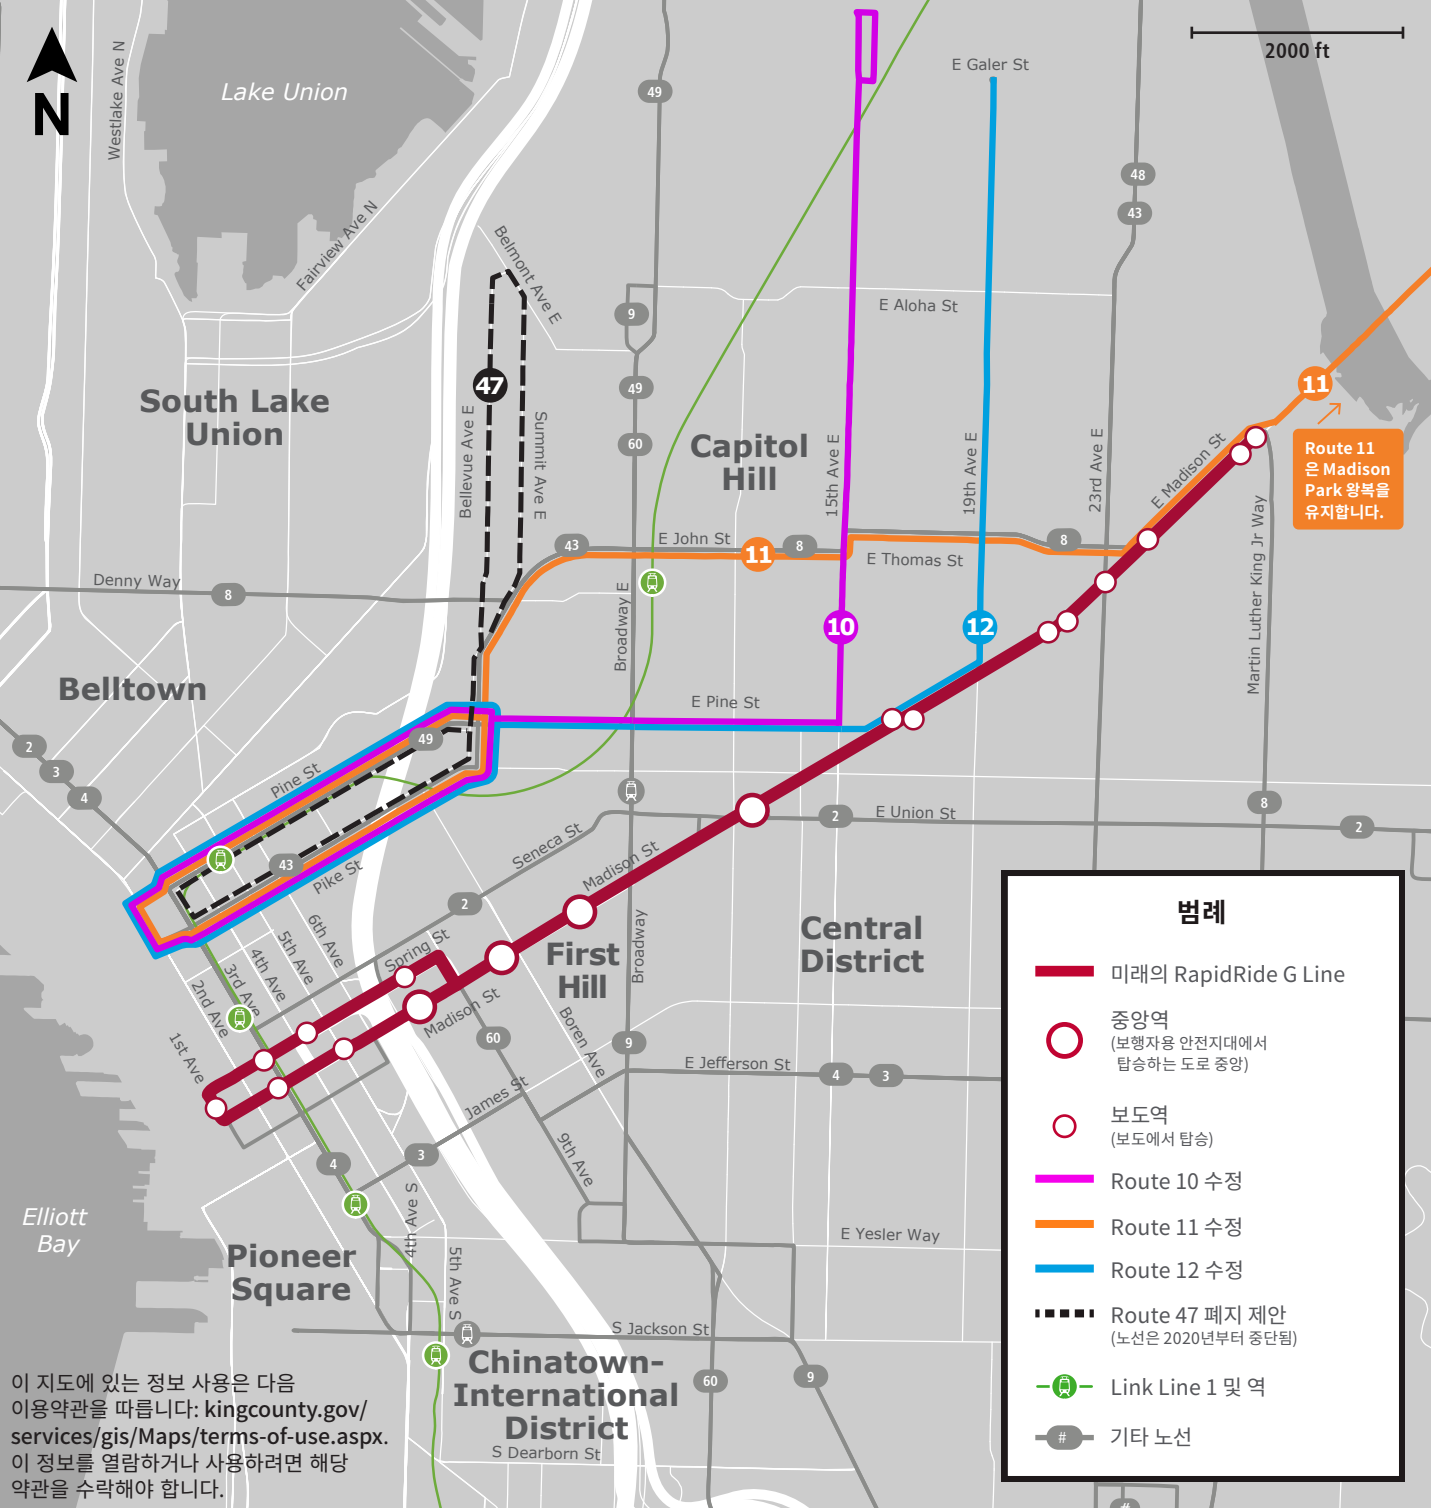 N
2000 ft
Lake Union
Westlake Ave N
Fairview Ave N
Belmont Ave E
E Galer St
49
48
43
9
E Aloha St
49
60
47
Bellevue Ave E
Summit Ave E
South Lake
Union
Capitol
Hill
15th Ave E
19th Ave E
23rd Ave E
E Madison St
11
Route 11
은 Madison
Park 왕복을
유지합니다.
Martin Luther King Jr Way
43
E John St
11
8
E Thomas St
8
Denny Way
8
Broadway E
10
12
Belltown
E Pine St
49
2
3
4
Pine St
43
Pike St
Seneca St
2
Madison St
2
E Union St
8
2
6th Ave
5th Ave
4th Ave
3rd Ave
2nd Ave
1st Ave
Spring St
Madison St
First
Hill
Broadway
Central
District
Boren Ave
60
9
E Jefferson St
4
3
James St
3
4
9th Ave
4th Ave S
5th Ave S
E Yesler Way
Elliott
Bay
Pioneer
Square
S Jackson St
Chinatown-
International
District
60
9
S Dearborn St
#
이 지도에 있는 정보 사용은 다음
이용약관을 따릅니다: kingcounty.gov/
services/gis/Maps/terms-of-use.aspx.
이 정보를 열람하거나 사용하려면 해당
약관을 수락해야 합니다.
범례
미래의 RapidRide G Line
중앙역
(보행자용 안전지대에서
탑승하는 도로 중앙)
보도역
(보도에서 탑승)
Route 10 수정
Route 11 수정
Route 12 수정
Route 47 폐지 제안
(노선은 2020년부터 중단됨)
Link Line 1 및 역
# 기타 노선